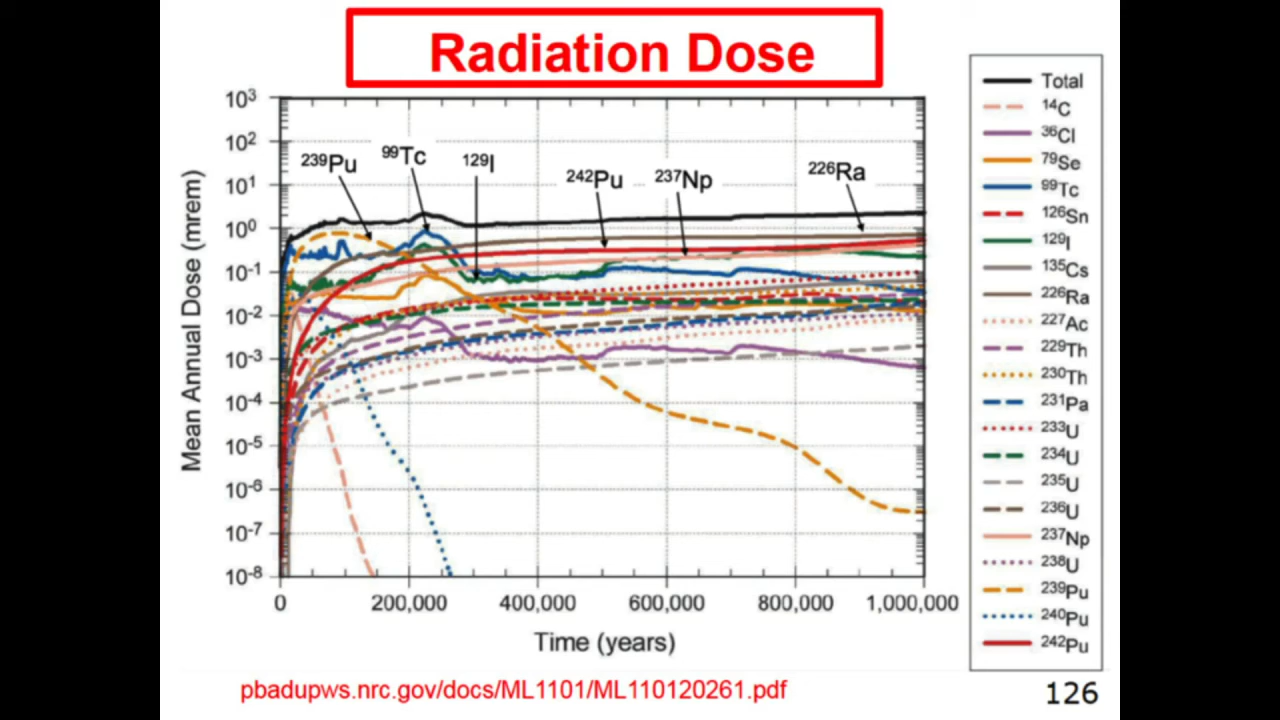 Radiation Dose
10³
10²
10¹
10⁰
10⁻¹
10⁻²
10⁻³
10⁻⁴
10⁻⁵
10⁻⁶
10⁻⁷
10⁻⁸
Mean Annual Dose (mrem)
²³⁹Pu
⁹⁹Tc
¹²⁹I
²⁴²Pu
²³⁷Np
²²⁶Ra
0
200,000
400,000
600,000
800,000
1,000,000
Time (years)
Total
¹⁴C
³⁶Cl
⁷⁹Se
⁹⁹Tc
¹²⁶Sn
¹²⁹I
¹³⁵Cs
²²⁶Ra
²²⁷Ac
²²⁹Th
²³⁰Th
²³¹Pa
²³³U
²³⁴U
²³⁵U
²³⁶U
²³⁷Np
²³⁸U
²³⁹Pu
²⁴⁰Pu
²⁴²Pu
pbadupws.nrc.gov/docs/ML1101/ML110120261.pdf
126